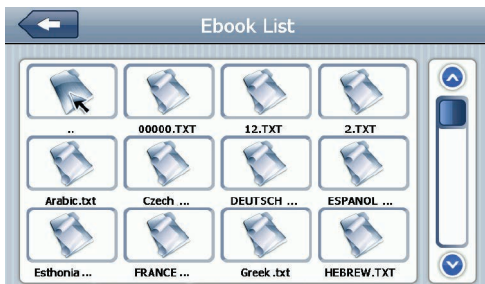 Ebook List
.. 00000.TXT 12.TXT 2.TXT
Arabic.txt Czech ... DEUTSCH ... ESPANOL ...
Esthonia ... FRANCE ... Greek .txt HEBREW.TXT